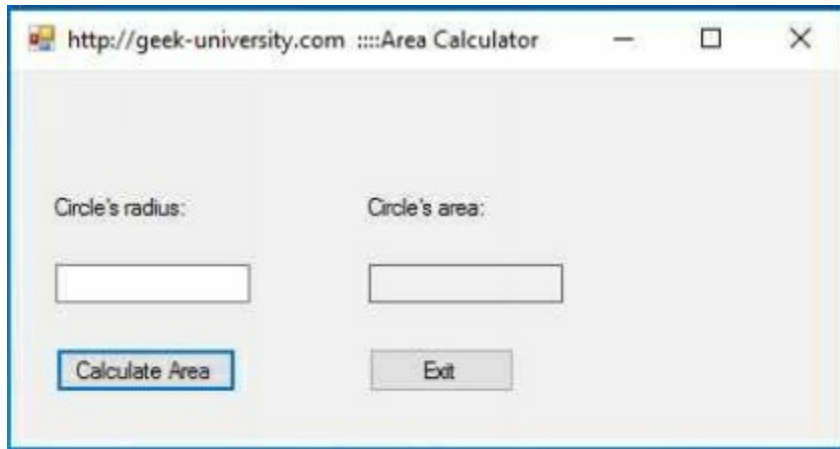 http://geek-university.com ::::Area Calculator
Circle's radius:
Circle's area:
Calculate Area
Exit